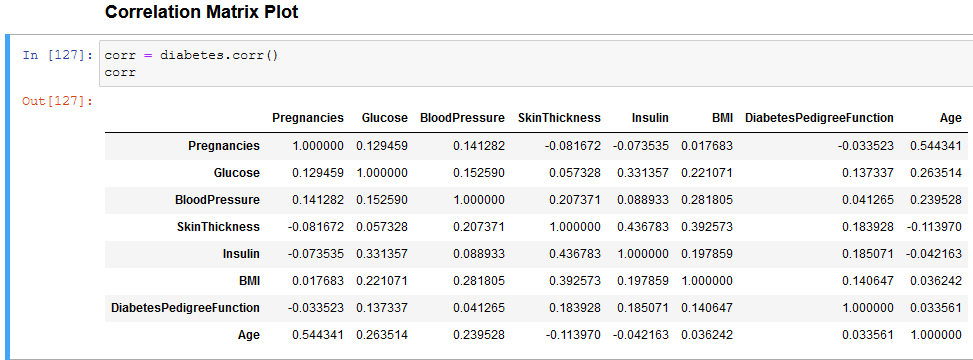 Correlation Matrix Plot
In [127]: corr = diabetes.corr()
corr
Out[127]:
Pregnancies Glucose BloodPressure SkinThickness Insulin BMI DiabetesPedigreeFunction Age
Pregnancies 1.000000 0.129459 0.141282 -0.081672 -0.073535 0.017683 -0.033523 0.544341
Glucose 0.129459 1.000000 0.152590 0.057328 0.331357 0.221071 0.137337 0.263514
BloodPressure 0.141282 0.152590 1.000000 0.207371 0.088933 0.281805 0.041265 0.239528
SkinThickness -0.081672 0.057328 0.207371 1.000000 0.436783 0.392573 0.183928 -0.113970
Insulin -0.073535 0.331357 0.088933 0.436783 1.000000 0.197859 0.185071 -0.042163
BMI 0.017683 0.221071 0.281805 0.392573 0.197859 1.000000 0.140647 0.036242
DiabetesPedigreeFunction -0.033523 0.137337 0.041265 0.183928 0.185071 0.140647 1.000000 0.033561
Age 0.544341 0.263514 0.239528 -0.113970 -0.042163 0.036242 0.033561 1.000000